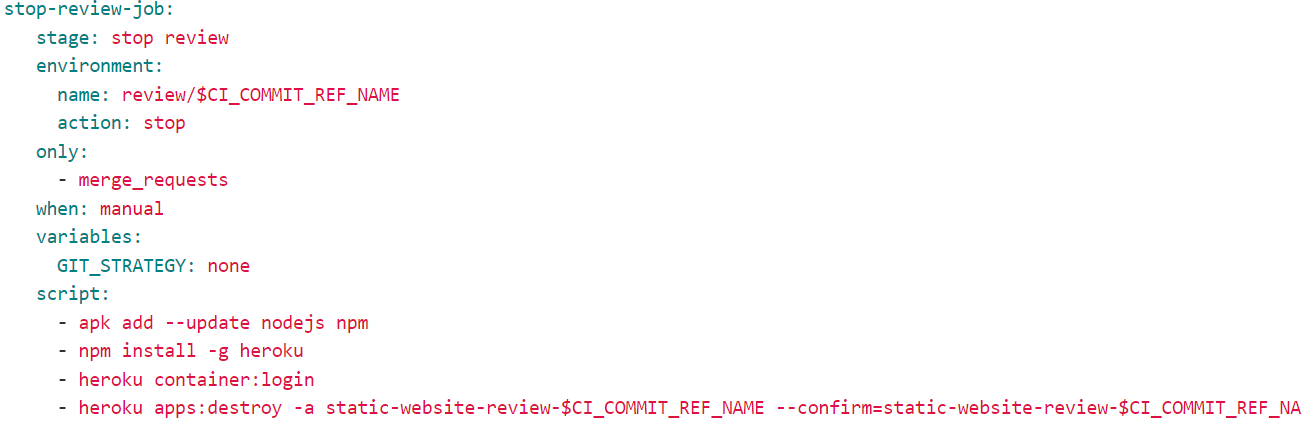 stop-review-job:
stage: stop review
environment:
name: review/$CI_COMMIT_REF_NAME
action: stop
only:
- merge_requests
when: manual
variables:
GIT_STRATEGY: none
script:
- apk add --update nodejs npm
- npm install -g heroku
- heroku container:login
- heroku apps:destroy -a static-website-review-$CI_COMMIT_REF_NAME --confirm=static-website-review-$CI_COMMIT_REF_NA